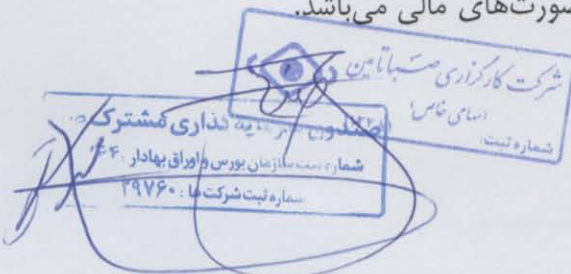 صورت‌های مالی می‌باشد.
شرکت کارگزاری صبا تامین
(سهامی خاص)
شماره ثبت:
صندوق سرمایه گذاری مشترک
شماره ثبت سازمان بورس و اوراق بهادار :
شماره ثبت شرکت ها : ۲۹۷۶۰